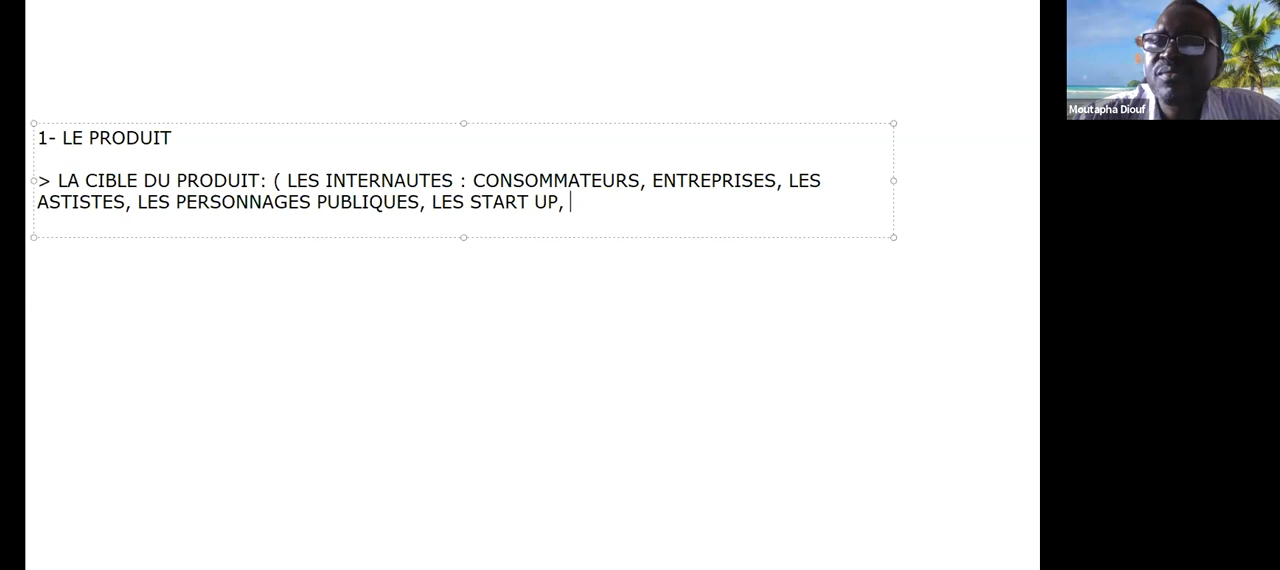 1- LE PRODUIT
> LA CIBLE DU PRODUIT: ( LES INTERNAUTES : CONSOMMATEURS, ENTREPRISES, LES
ASTISTES, LES PERSONNAGES PUBLIQUES, LES START UP,
Moutapha Diouf